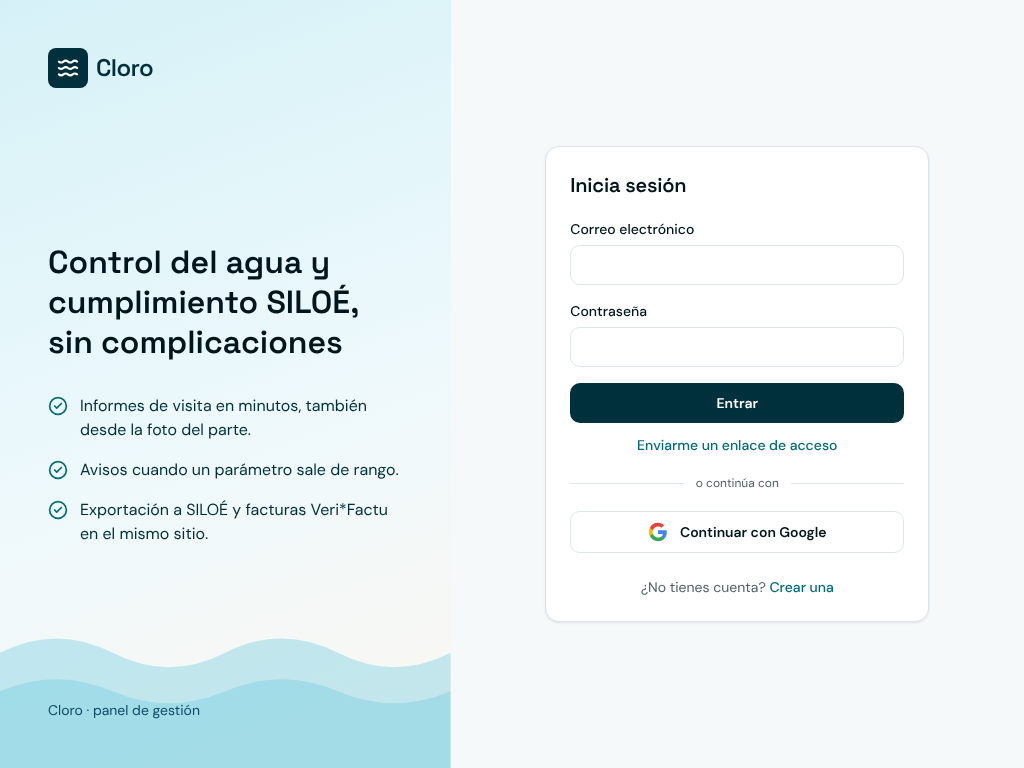 Cloro
Control del agua y
cumplimiento SILOÉ,
sin complicaciones
Informes de visita en minutos, también
desde la foto del parte.
Avisos cuando un parámetro sale de rango.
Exportación a SILOÉ y facturas Veri*Factu
en el mismo sitio.
Cloro · panel de gestión
Inicia sesión
Correo electrónico
Contraseña
Entrar
Enviarme un enlace de acceso
o continúa con
Continuar con Google
¿No tienes cuenta? Crear una